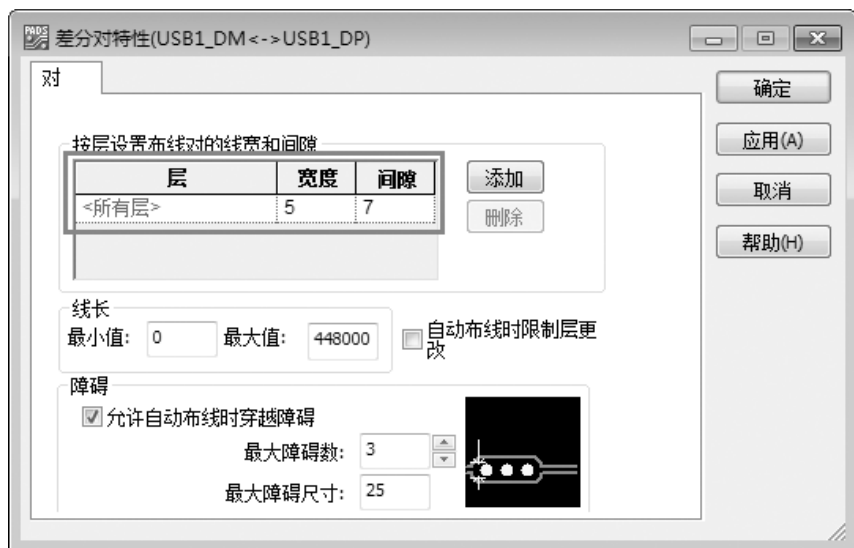 PADS 差分对特性(USB1_DM<->USB1_DP)
对
确定
按层设置布线对的线宽和间隙
应用(A)
层 宽度 间隙 添加
取消
<所有层> 5 7
删除
帮助(H)
线长
最小值: 0 最大值: 448000 自动布线时限制层更
改
障碍
允许自动布线时穿越障碍
最大障碍数: 3
最大障碍尺寸: 25